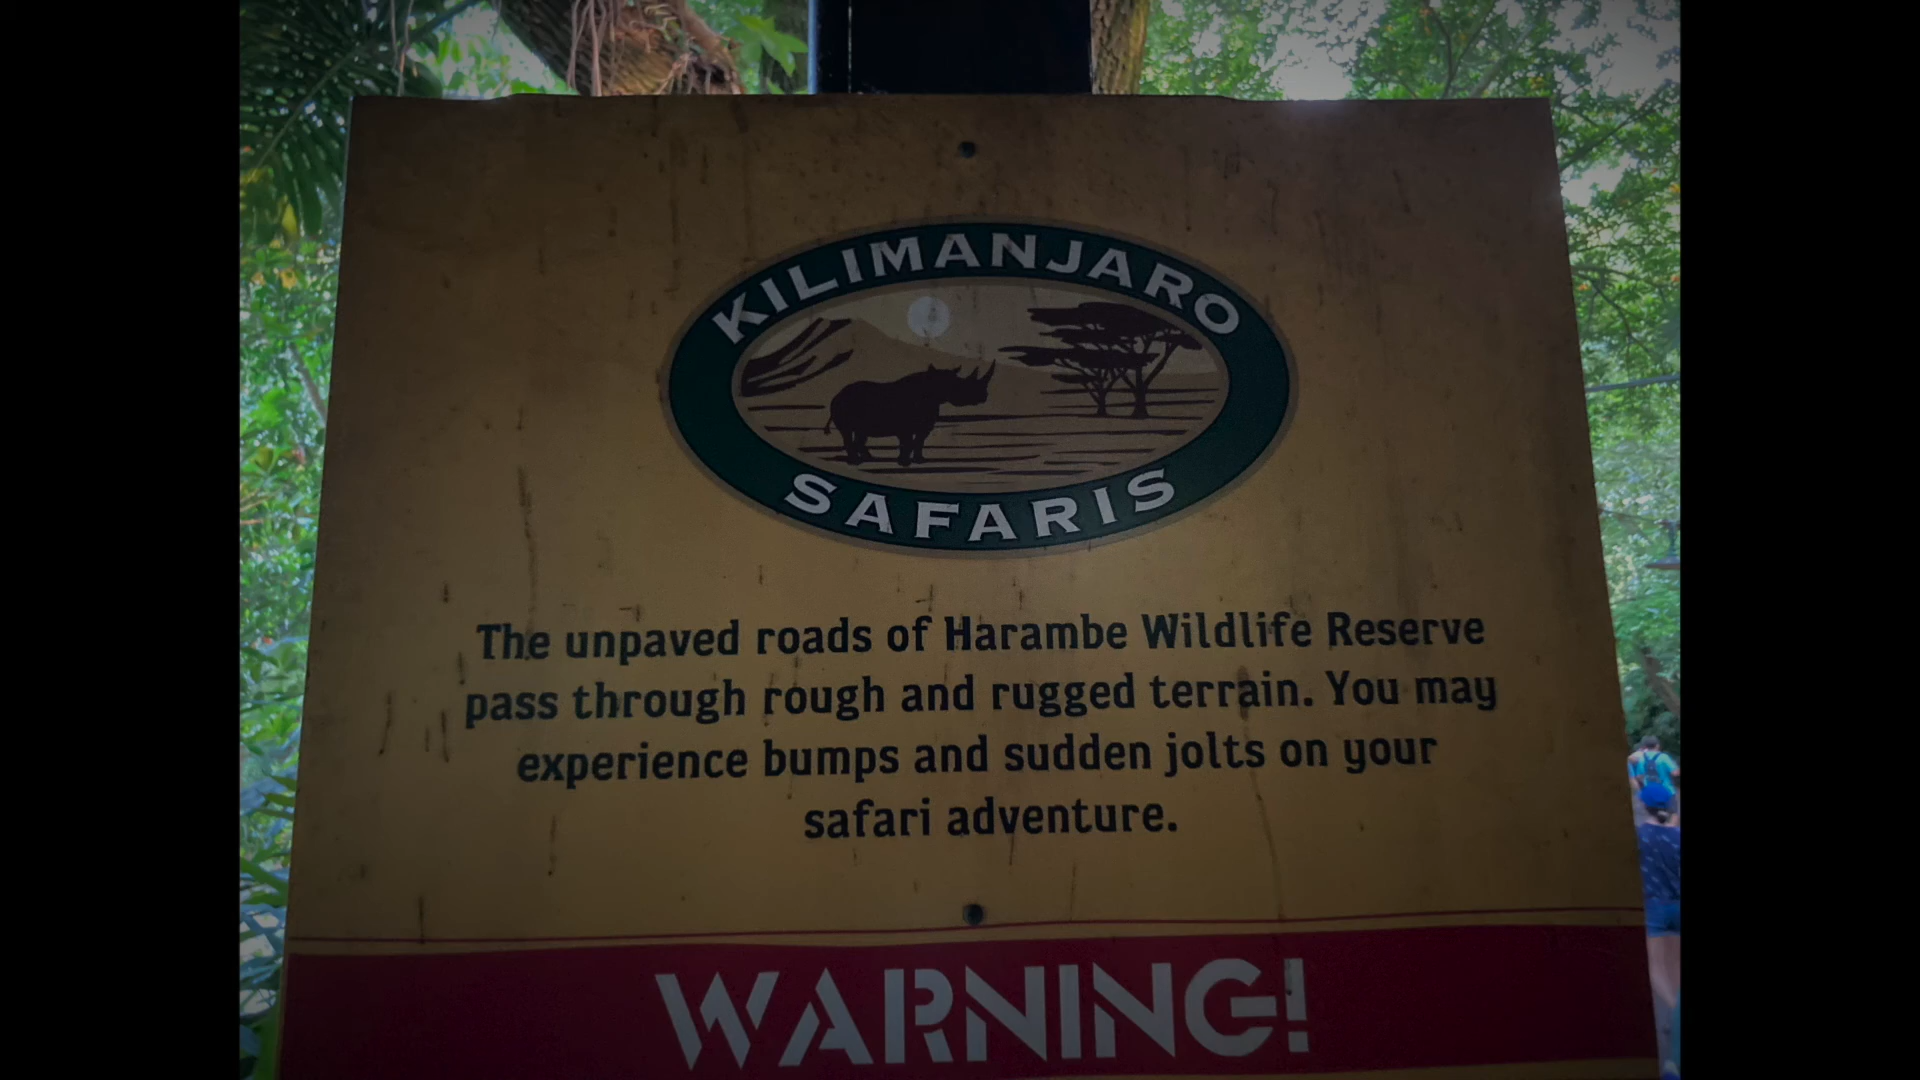 KILIMANJARO
SAFARIS
The unpaved roads of Harambe Wildlife Reserve
pass through rough and rugged terrain. You may
experience bumps and sudden jolts on your
safari adventure.
WARNING!